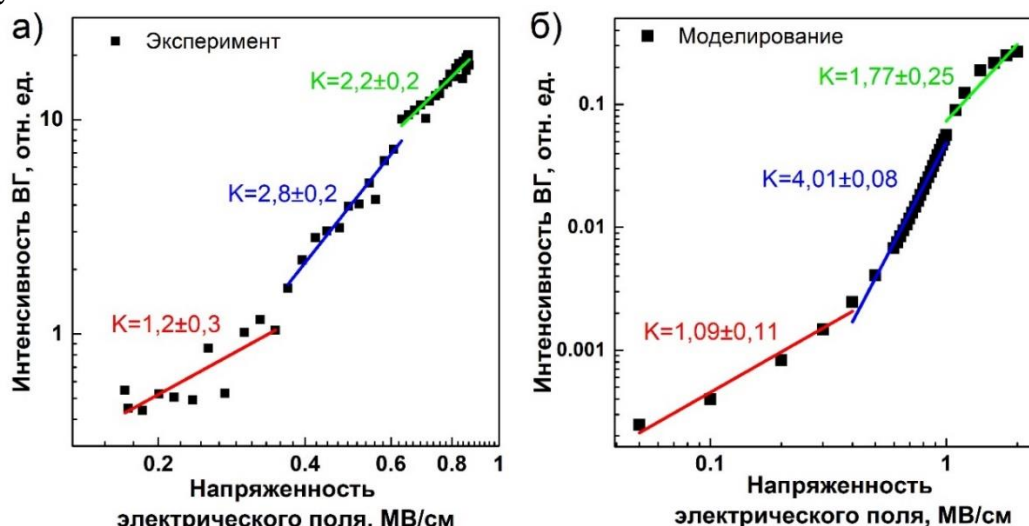 а)
Эксперимент
Интенсивность ВГ, отн. ед.
10
1
K=2,2±0,2
K=2,8±0,2
K=1,2±0,3
0.2
0.4
0.6
0.8
1
Напряженность
электрического поля, МВ/см
б)
Моделирование
Интенсивность ВГ, отн. ед.
0.1
0.01
0.001
K=1,77±0,25
K=4,01±0,08
K=1,09±0,11
0.1
1
Напряженность
электрического поля, МВ/см